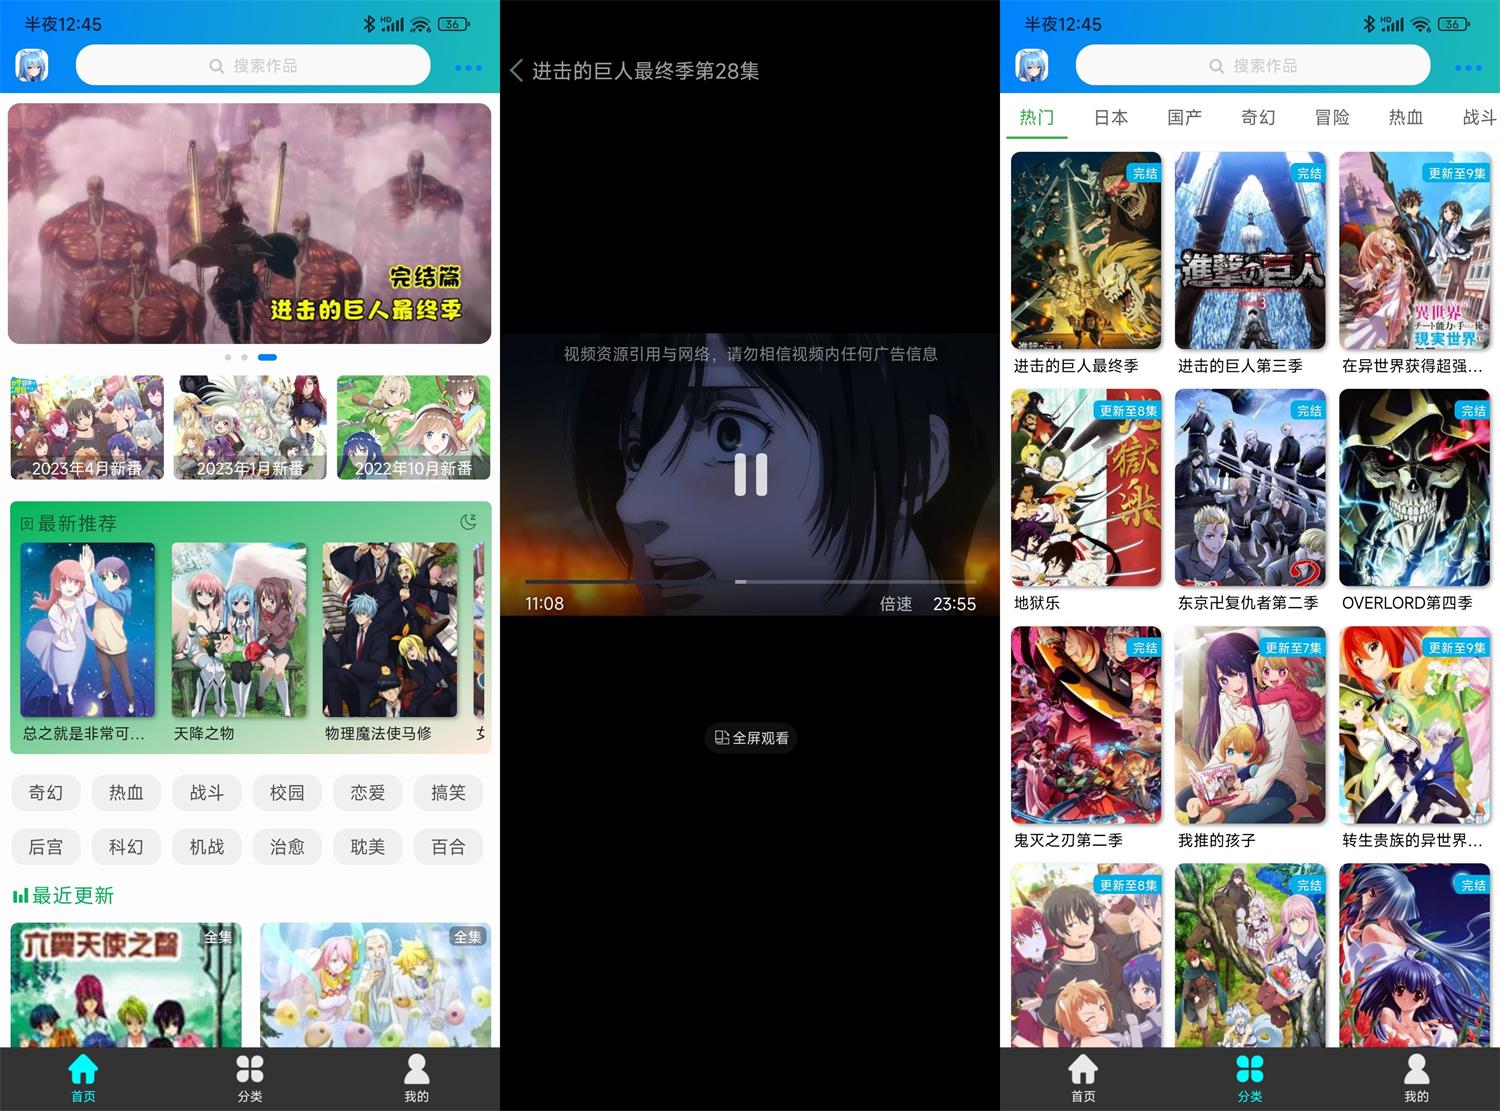 半夜12:45
HD
36
搜索作品
完结篇
进击的巨人最终季
2023年4月新番
2023年1月新番
2022年10月新番
最新推荐
总之就是非常可...
天降之物
物理魔法使马修
奇幻
热血
战斗
校园
恋爱
搞笑
后宫
科幻
机战
治愈
耽美
百合
最近更新
全集
全集
首页
分类
我的
进击的巨人最终季第28集
视频资源引用与网络，请勿相信视频内任何广告信息
11:08
倍速
23:55
全屏观看
半夜12:45
HD
36
搜索作品
热门
日本
国产
奇幻
冒险
热血
战斗
完结
完结
更新至9集
進撃の巨人
3
異世界
現実世界
进击的巨人最终季
进击的巨人第三季
在异世界获得超强...
更新至8集
完结
完结
地狱乐
东京卍复仇者第二季
OVERLORD第四季
完结
更新至7集
更新至9集
鬼灭之刃第二季
我推的孩子
转生贵族的异世界...
更新至8集
完结
完结
首页
分类
我的